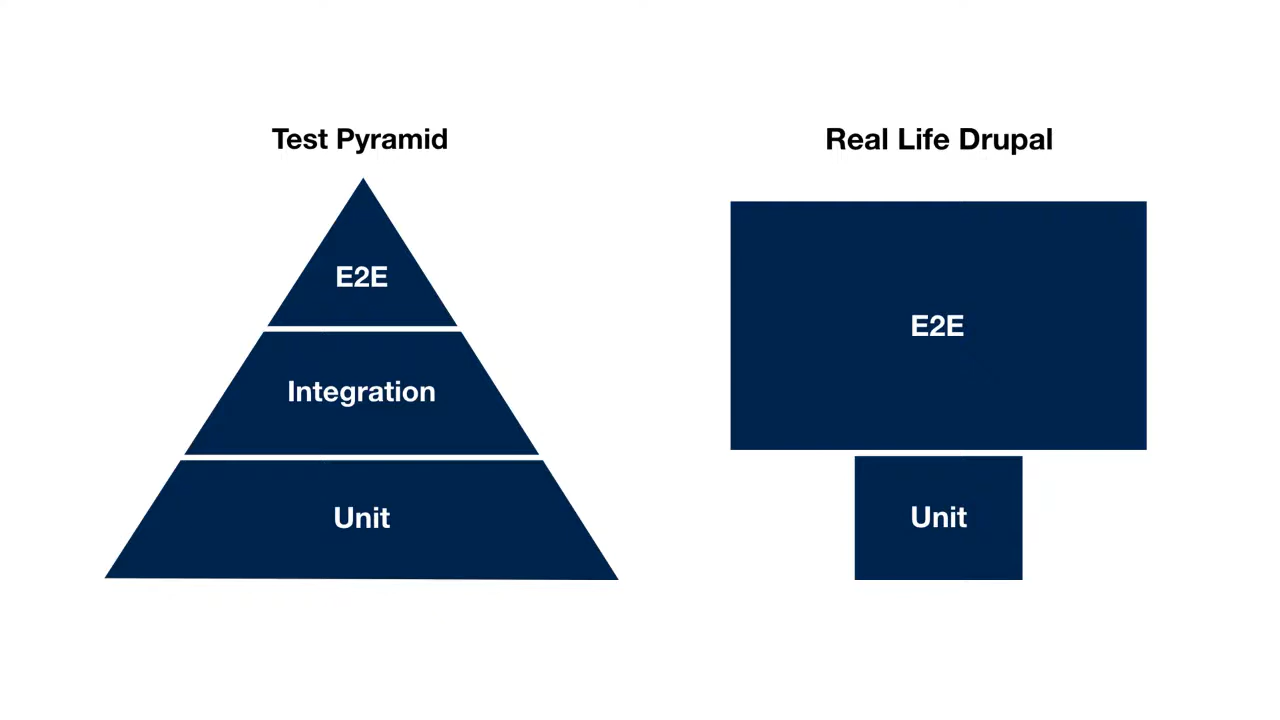 Test Pyramid
E2E
Integration
Unit
Real Life Drupal
E2E
Unit